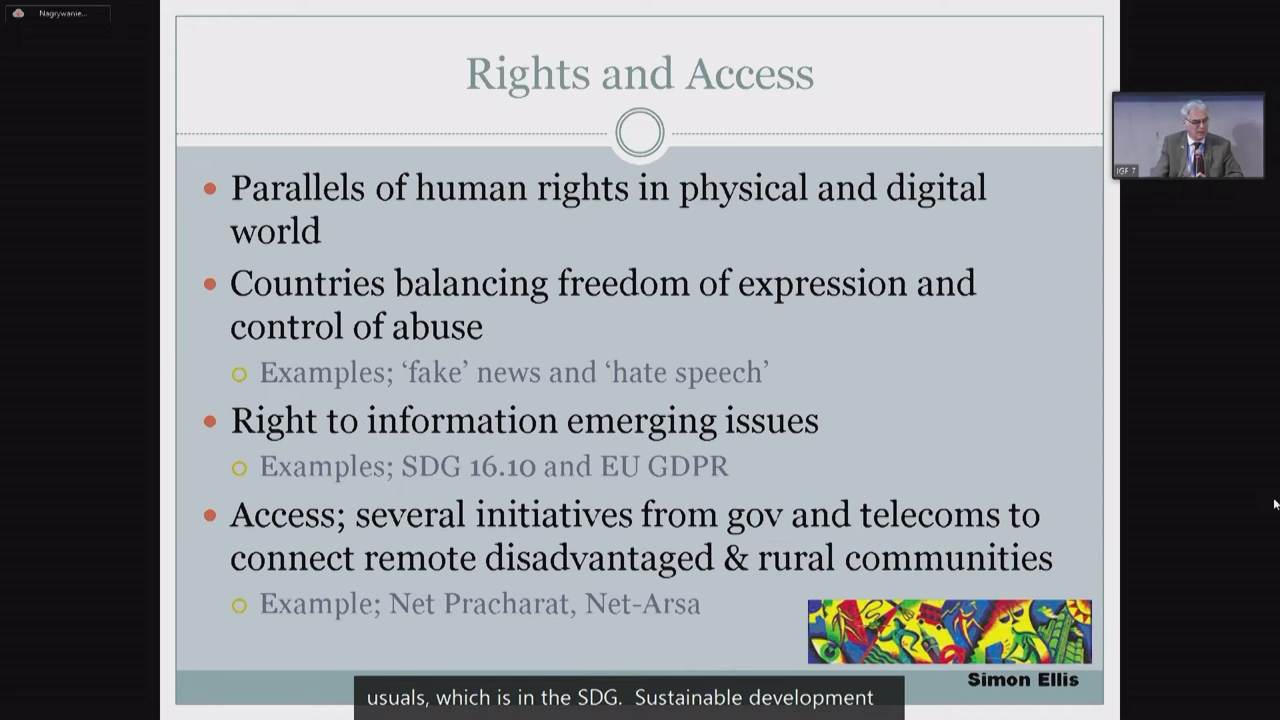 Nagrywanie...
Rights and Access
Parallels of human rights in physical and digital
world
Countries balancing freedom of expression and
control of abuse
Examples; ‘fake’ news and ‘hate speech’
Right to information emerging issues
Examples; SDG 16.10 and EU GDPR
Access; several initiatives from gov and telecoms to
connect remote disadvantaged & rural communities
Example; Net Pracharat, Net-Arsa
Simon Ellis
usuals, which is in the SDG.  Sustainable development
IGF 7